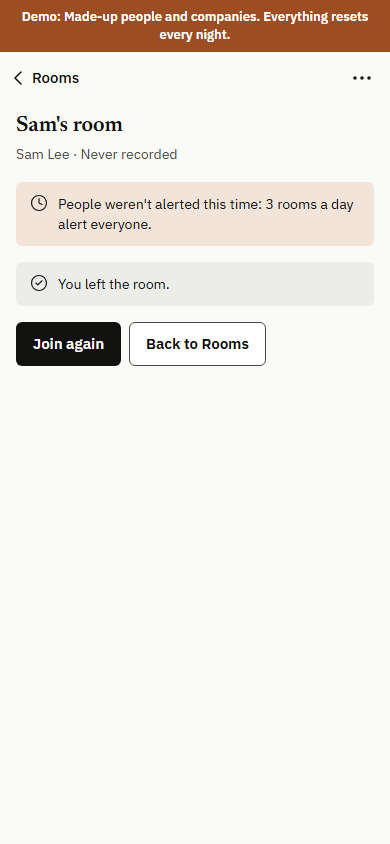 Demo: Made-up people and companies. Everything resets
every night.
Rooms
Sam's room
Sam Lee · Never recorded
People weren't alerted this time: 3 rooms a day
alert everyone.
You left the room.
Join again
Back to Rooms